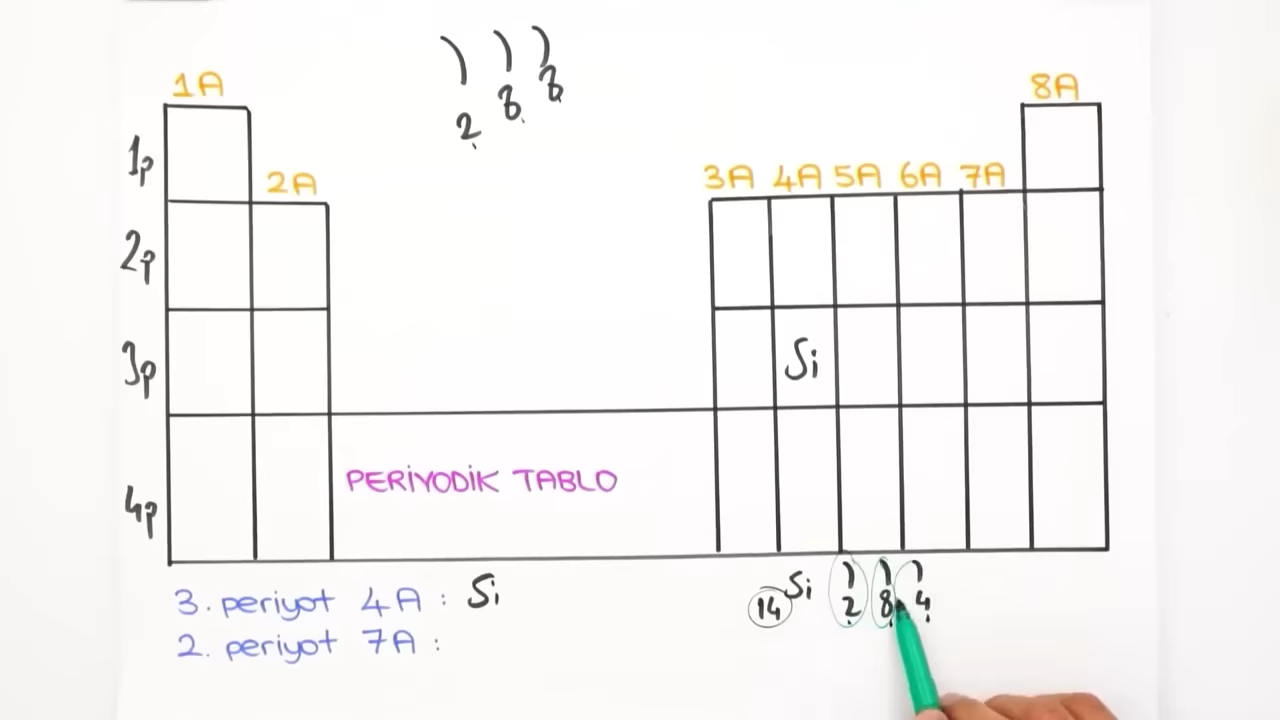 ) ) )
2 8 8
1A 8A
1p 2A 3A 4A 5A 6A 7A
2p
3p Si
PERİYODİK TABLO
4p
3. periyot 4A : Si
2. periyot 7A :
14 Si ) ) )
2 8 4